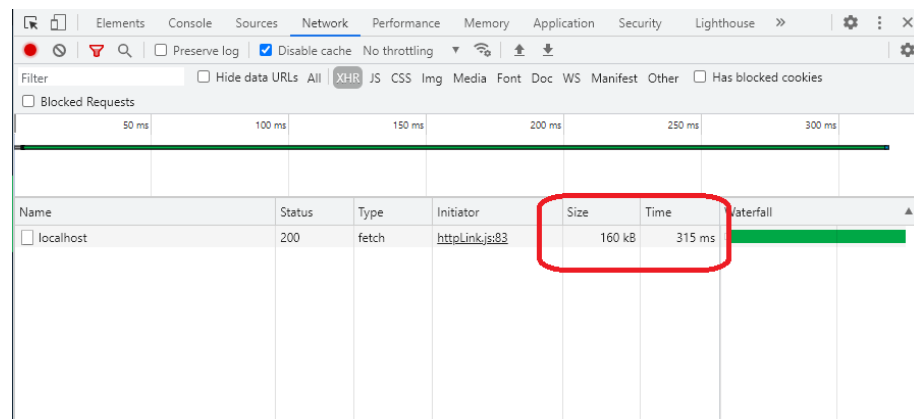 Elements Console Sources Network Performance Memory Application Security Lighthouse »
Preserve log Disable cache No throttling
Filter Hide data URLs All XHR JS CSS Img Media Font Doc WS Manifest Other Has blocked cookies
Blocked Requests
50 ms 100 ms 150 ms 200 ms 250 ms 300 ms
Name Status Type Initiator Size Time Waterfall
localhost 200 fetch httpLink.js:83 160 kB 315 ms